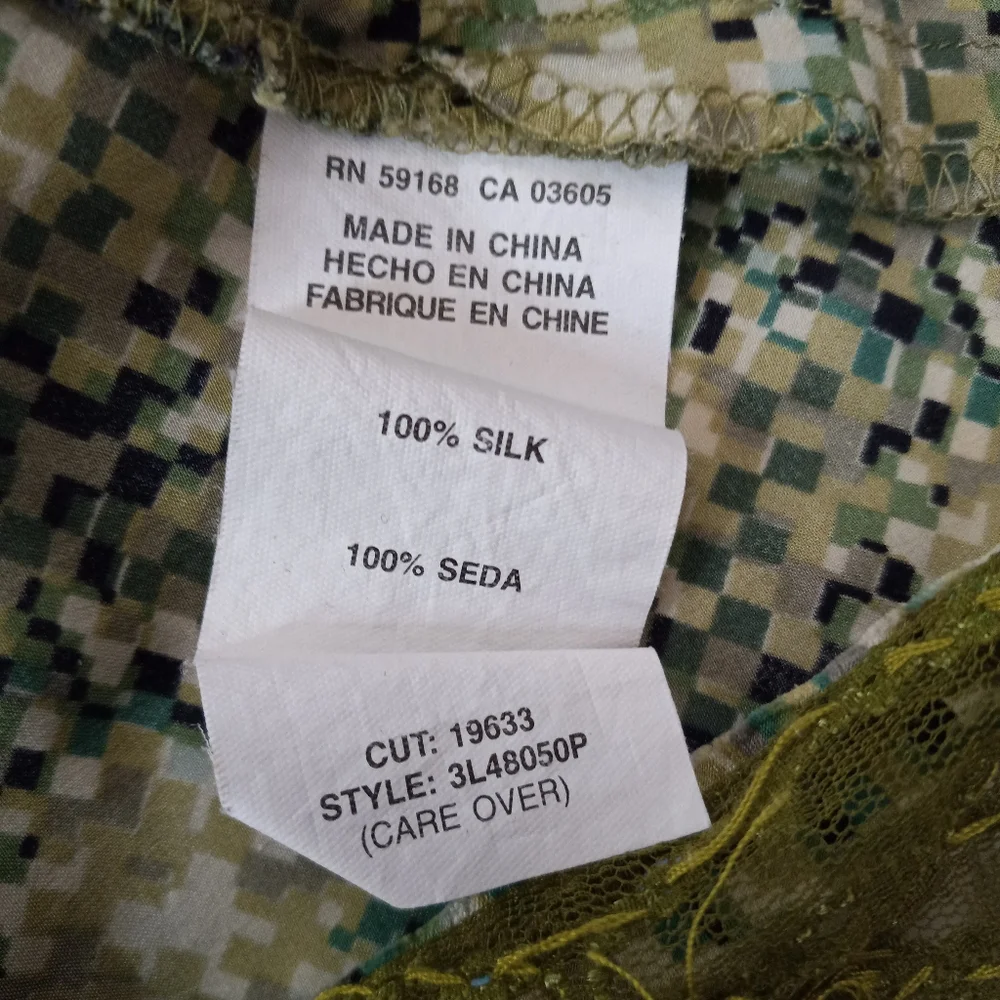 RN 59168 CA 03605
MADE IN CHINA
HECHO EN CHINA
FABRIQUE EN CHINE
100% SILK
100% SEDA
CUT: 19633
STYLE: 3L48050P
(CARE OVER)